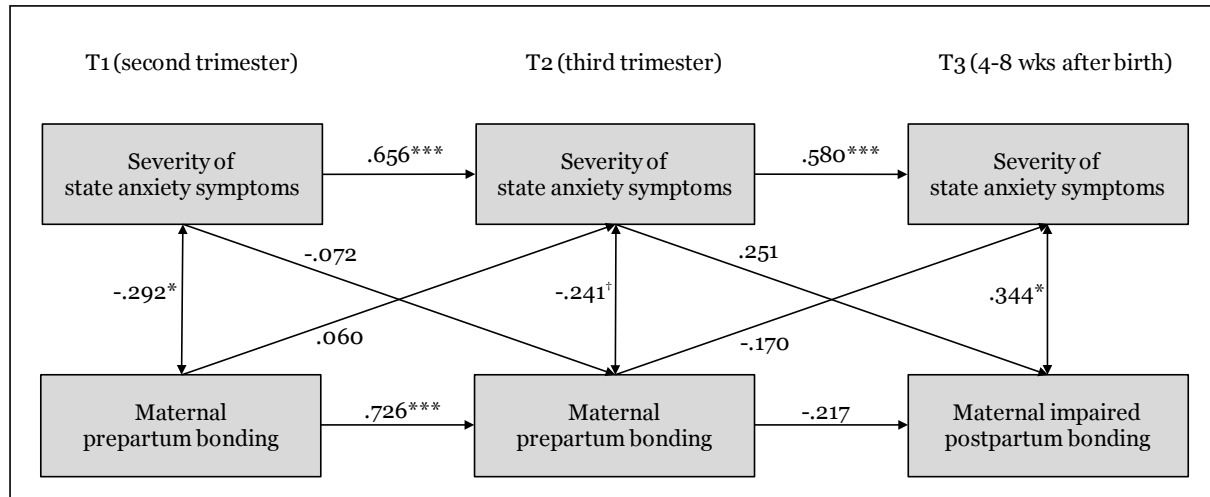 T1 (second trimester)
T2 (third trimester)
T3 (4-8 wks after birth)
Severity of
state anxiety symptoms
.656***
Severity of
state anxiety symptoms
.580***
Severity of
state anxiety symptoms
-.072
.251
-.292*
-.241†
.344*
.060
-.170
Maternal
prepartum bonding
.726***
Maternal
prepartum bonding
-.217
Maternal impaired
postpartum bonding